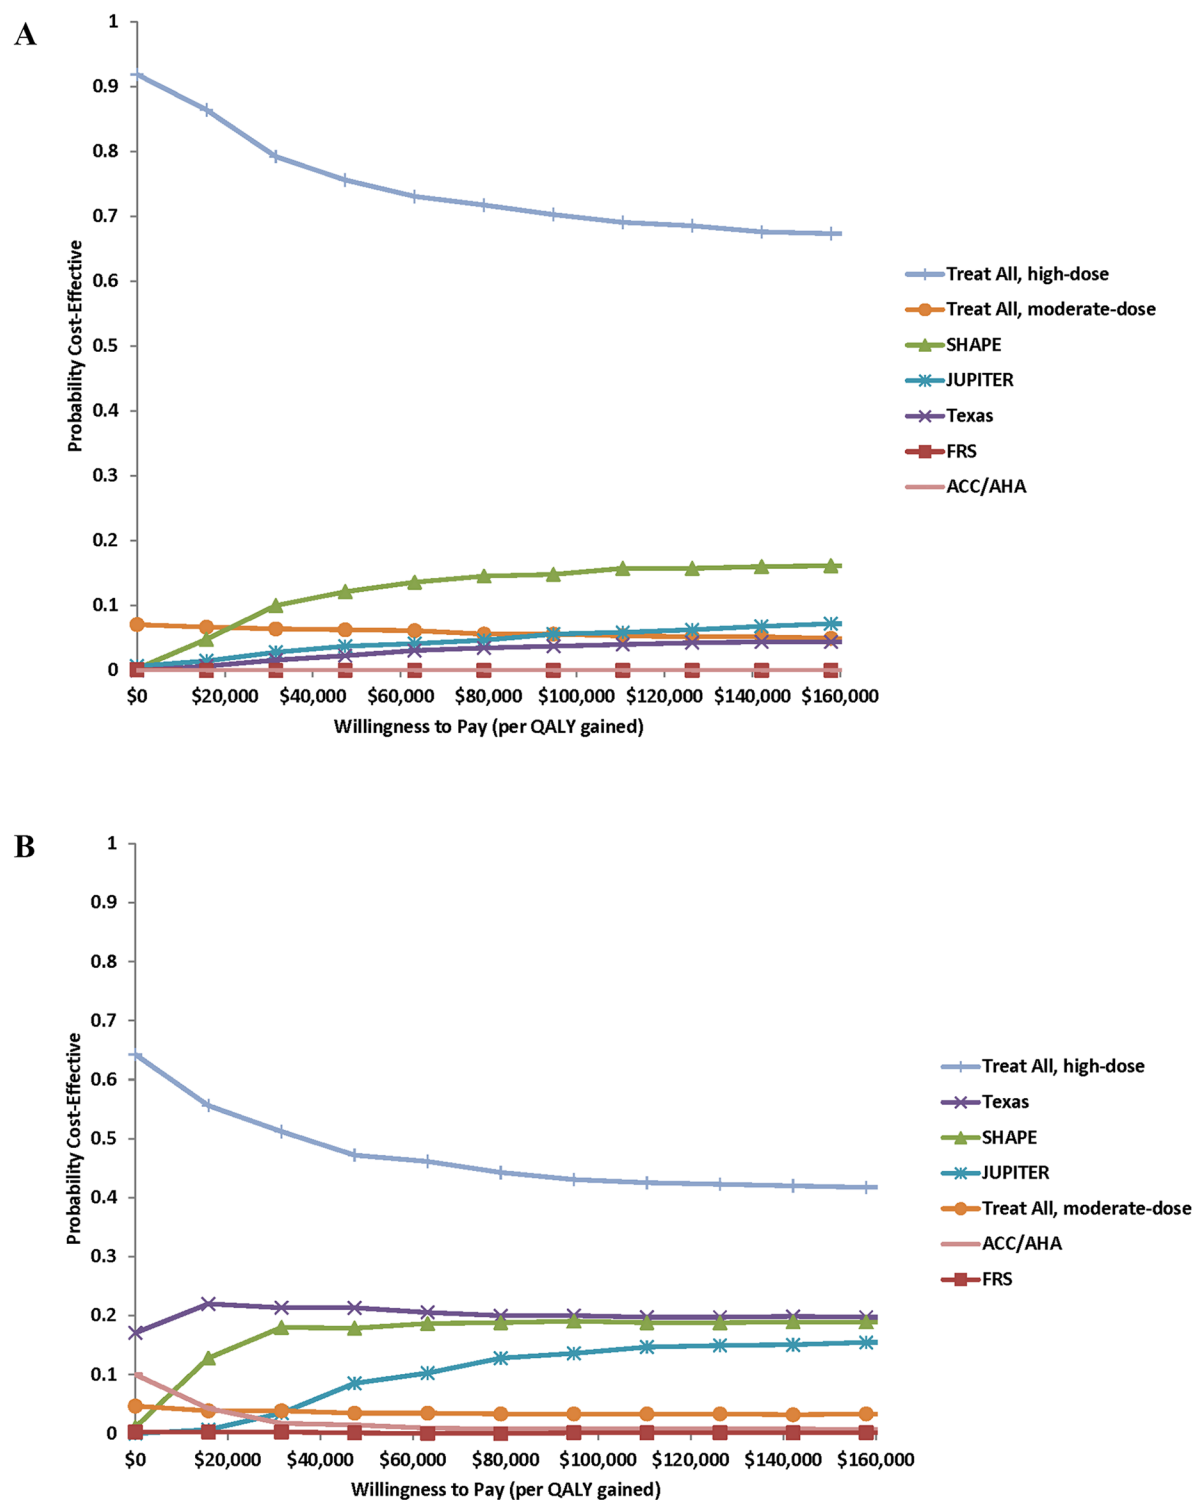 A
1
0.9
0.8
0.7
0.6
0.5
0.4
0.3
0.2
0.1
0
Probability Cost-Effective
$0 $20,000 $40,000 $60,000 $80,000 $100,000 $120,000 $140,000 $160,000
Willingness to Pay (per QALY gained)
Treat All, high-dose
Treat All, moderate-dose
SHAPE
JUPITER
Texas
FRS
ACC/AHA
B
1
0.9
0.8
0.7
0.6
0.5
0.4
0.3
0.2
0.1
0
Probability Cost-Effective
$0 $20,000 $40,000 $60,000 $80,000 $100,000 $120,000 $140,000 $160,000
Willingness to Pay (per QALY gained)
Treat All, high-dose
Texas
SHAPE
JUPITER
Treat All, moderate-dose
ACC/AHA
FRS